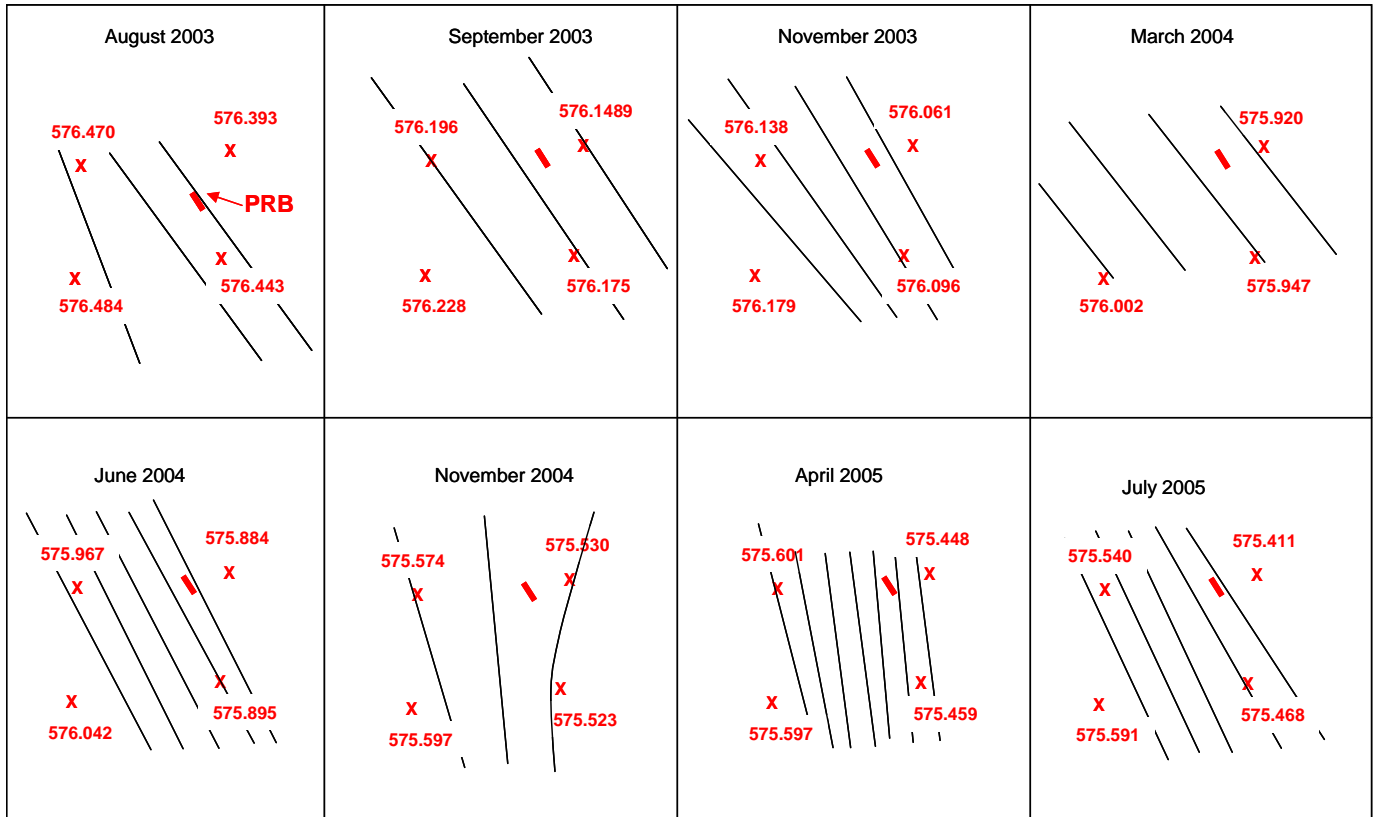 August 2003
576.393
576.470
X
X
PRB
X
X
576.443
576.484
September 2003
576.1489
576.196
X
X
X
X
576.175
576.228
November 2003
576.061
576.138
X
X
X
X
576.096
576.179
March 2004
575.920
X
X
X
575.947
576.002
June 2004
575.884
575.967
X
X
X
X
575.895
576.042
November 2004
575.530
575.574
X
X
X
X
575.523
575.597
April 2005
575.448
575.601
X
X
X
X
575.459
575.597
July 2005
575.411
575.540
X
X
X
X
575.468
575.591